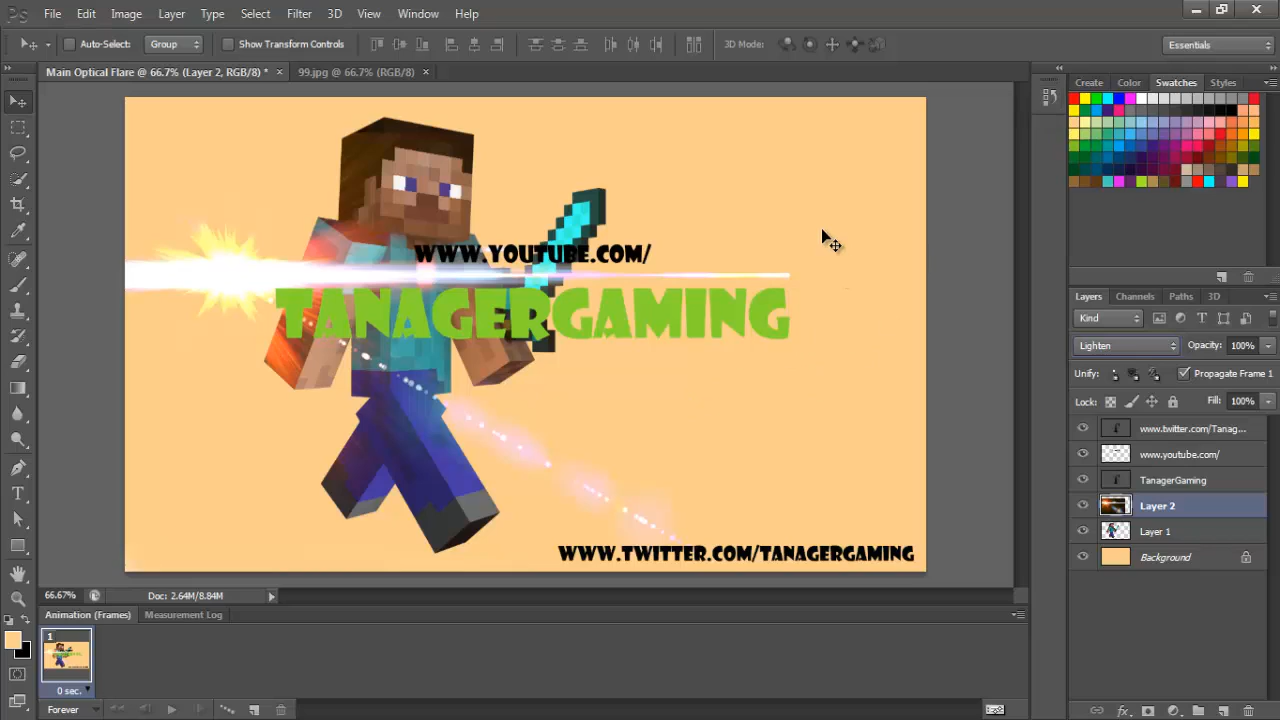 Ps File Edit Image Layer Type Select Filter 3D View Window Help
Auto-Select: Group Show Transform Controls 3D Mode: Essentials
Main Optical Flare @ 66.7% (Layer 2, RGB/8) * × 99.jpg @ 66.7% (RGB/8) ×
Create Color Swatches Styles
WWW.YOUTUBE.COM/
TANAGERGAMING
WWW.TWITTER.COM/TANAGERGAMING
Layers Channels Paths 3D
Kind
Lighten Opacity: 100%
Unify: Propagate Frame 1
Lock: Fill: 100%
www.twitter.com/Tanag...
www.youtube.com/
TanagerGaming
Layer 2
Layer 1
Background
66.67% Doc: 2.64M/8.84M
Animation (Frames) Measurement Log
1
0 sec.
Forever